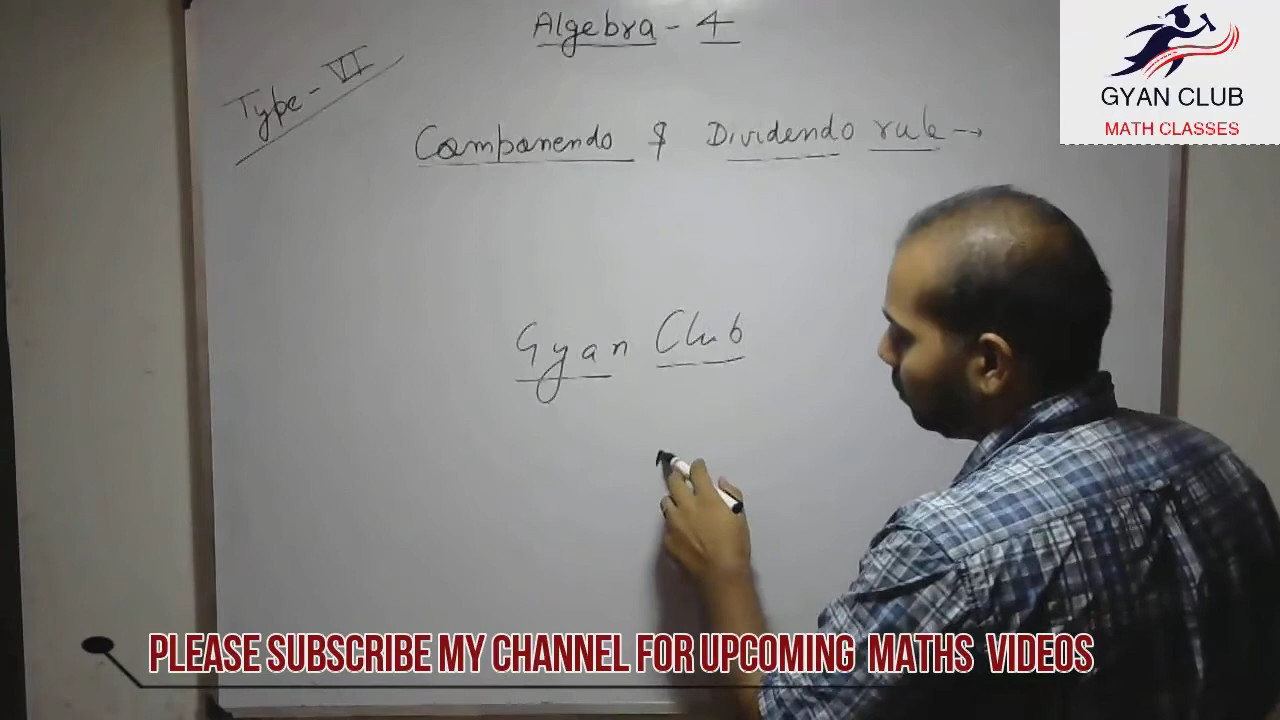 Algebra - 4
Type - VI
Componendo & Dividendo rule →
Gyan Club
GYAN CLUB
MATH CLASSES
PLEASE SUBSCRIBE MY CHANNEL FOR UPCOMING MATHS VIDEOS